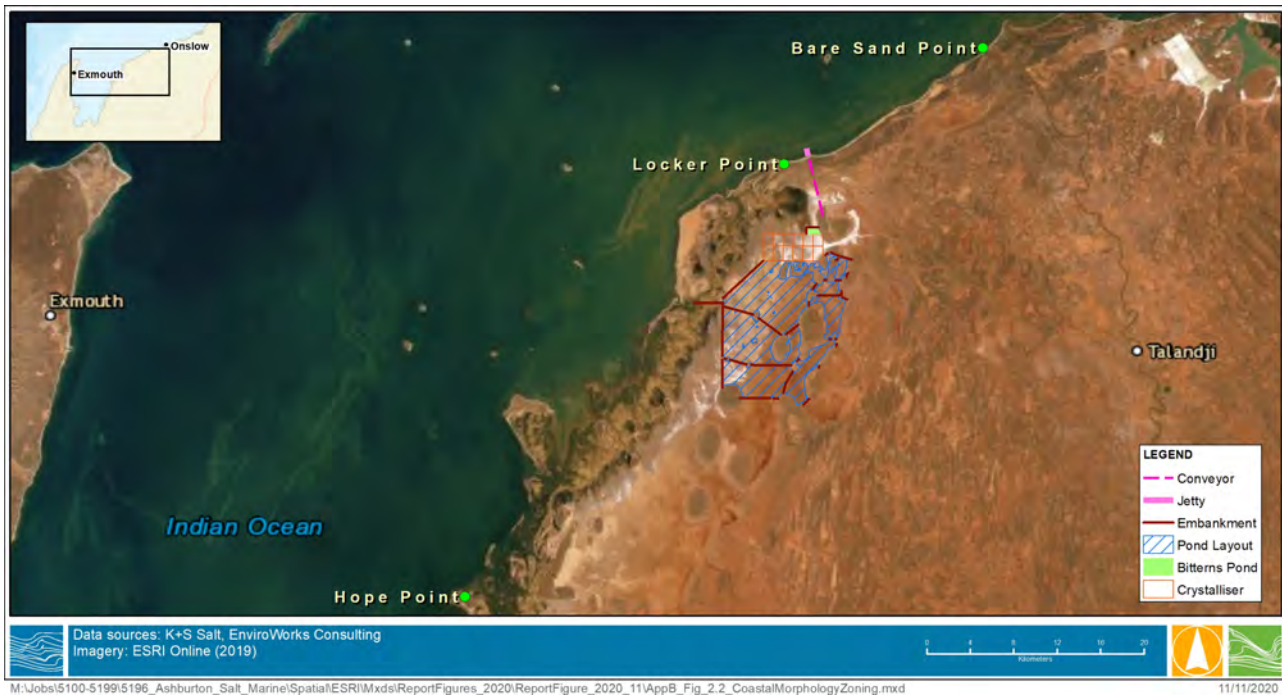 Onslow
Exmouth
Bare Sand Point
Locker Point
Exmouth
Talandji
Indian Ocean
Hope Point
LEGEND
Conveyor
Jetty
Embankment
Pond Layout
Bitterns Pond
Crystalliser
Data sources: K+S Salt, EnviroWorks Consulting
Imagery: ESRI Online (2019)
0 4 8 12 16 20
Kilometers
M:\Jobs\5100-5199\5196_Ashburton_Salt_Marine\Spatial\ESRI\Mxds\ReportFigures_2020\ReportFigure_2020_11\AppB_Fig_2.2_CoastalMorphologyZoning.mxd
11/11/2020